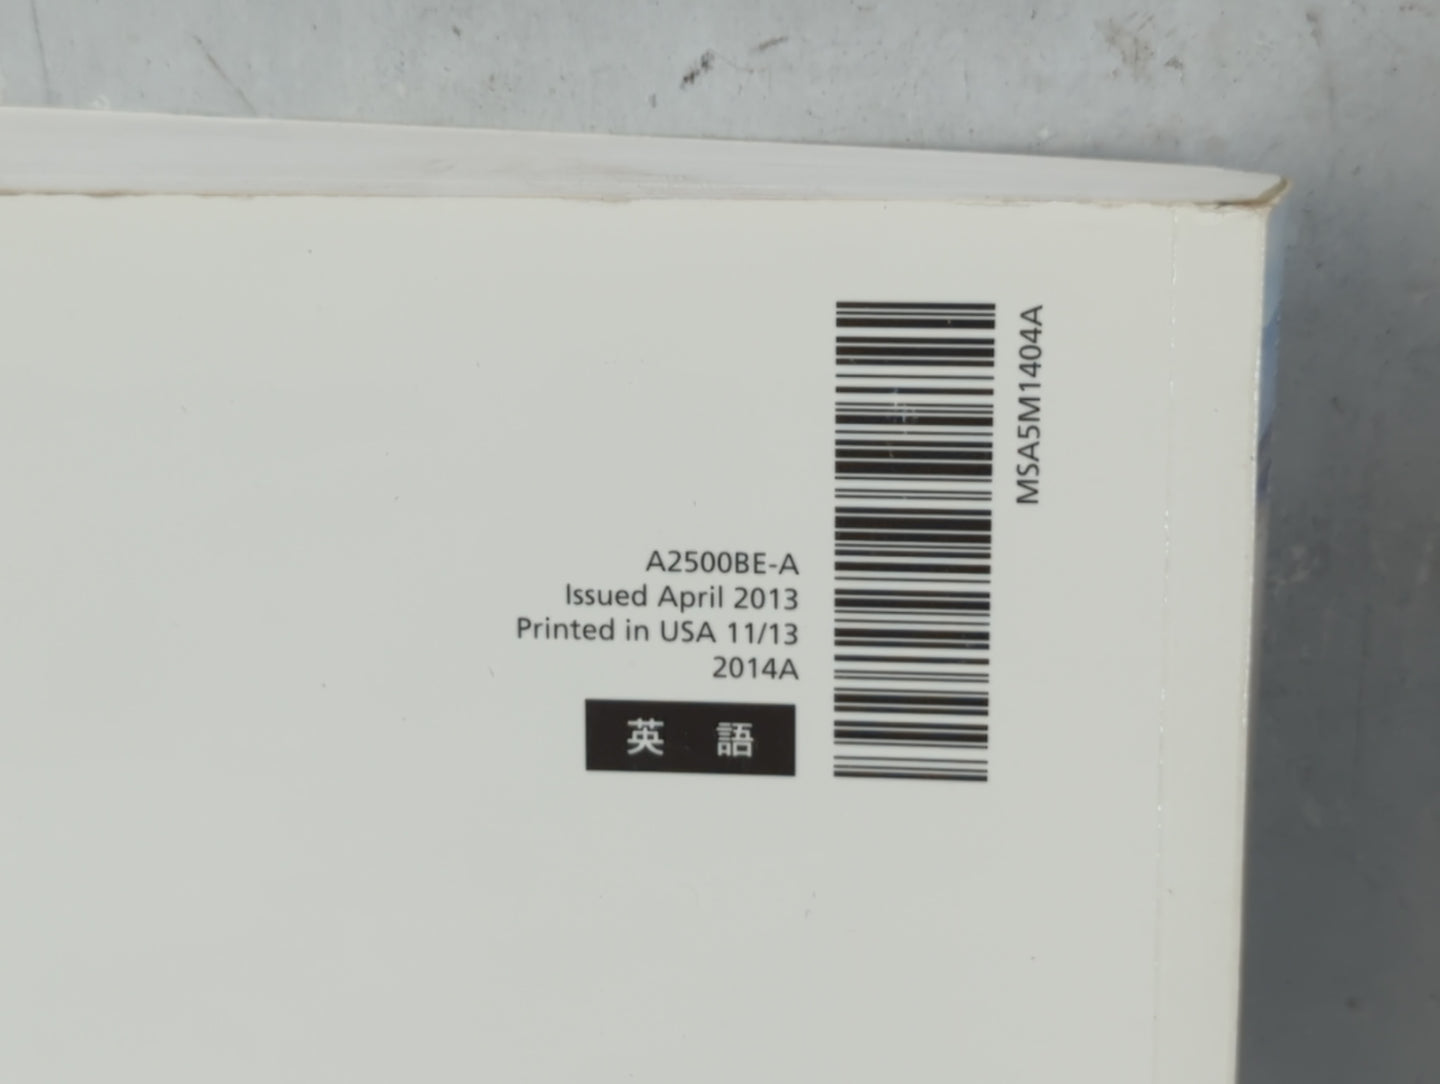 A2500BE-A
Issued April 2013
Printed in USA 11/13
2014A
英 語
MSA5M1404A